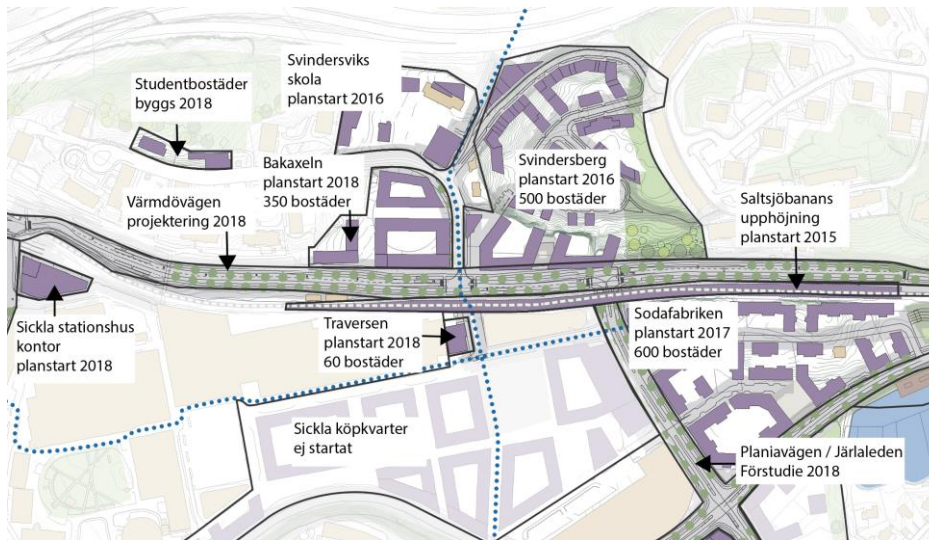 Svindersviks
skola
planstart 2016
Studentbostäder
byggs 2018
Bakaxeln
planstart 2018
350 bostäder
Svindersberg
planstart 2016
500 bostäder
Värmdövägen
projektering 2018
Saltsjöbanans
upphöjning
planstart 2015
Sickla stationshus
kontor
planstart 2018
Traversen
planstart 2018
60 bostäder
Sodafabriken
planstart 2017
600 bostäder
Sickla köpkvarter
ej startat
Planiavägen / Järlaleden
Förstudie 2018